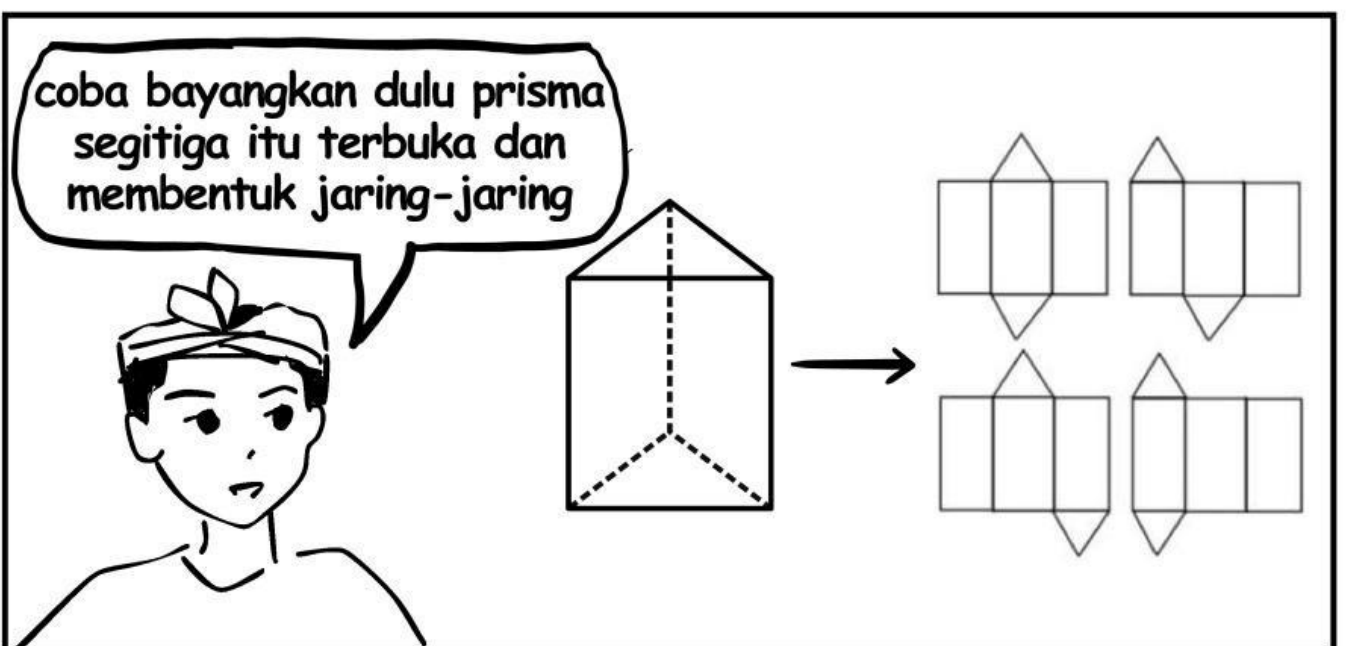 coba bayangkan dulu prisma
segitiga itu terbuka dan
membentuk jaring-jaring